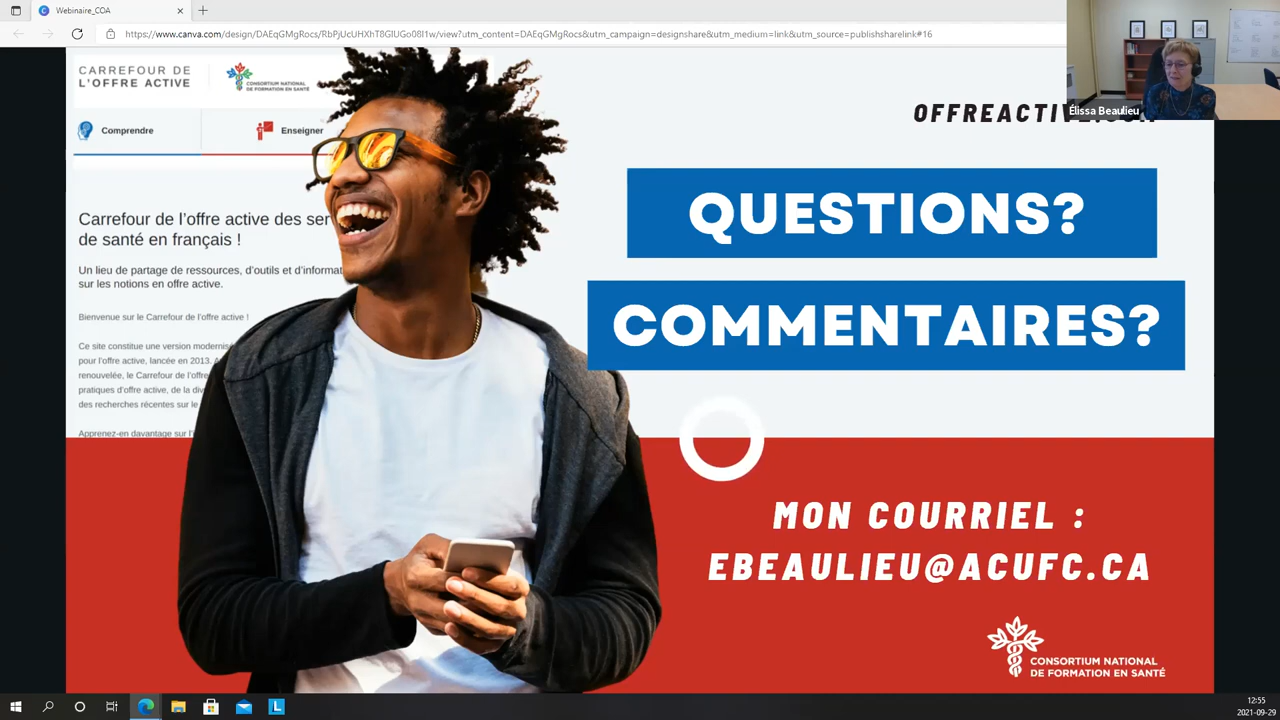 Webinaire_COA
https://www.canva.com/design/DAEqGMgRocs/RbPjUcUHXhT8GIUGo08I1w/view?utm_content=DAEqGMgRocs&utm_campaign=designshare&utm_medium=link&utm_source=publishsharelink#16
CARREFOUR DE
L'OFFRE ACTIVE
CONSORTIUM NATIONAL
DE FORMATION EN SANTÉ
Comprendre
Enseigner
Élissa Beaulieu
QUESTIONS?
COMMENTAIRES?
Carrefour de l'offre active des ser
de santé en français !
Un lieu de partage de ressources, d'outils et d'informat
sur les notions en offre active.
Bienvenue sur le Carrefour de l'offre active !
Ce site constitue une version modernis
pour l'offre active, lancée en 2013.
renouvelée, le Carrefour de l'offre
pratiques d'offre active, de la div
des recherches récentes sur le
Apprenez-en davantage sur l'
MON COURRIEL :
EBEAULIEU@ACUFC.CA
CONSORTIUM NATIONAL
DE FORMATION EN SANTÉ
12:55
2021-09-29